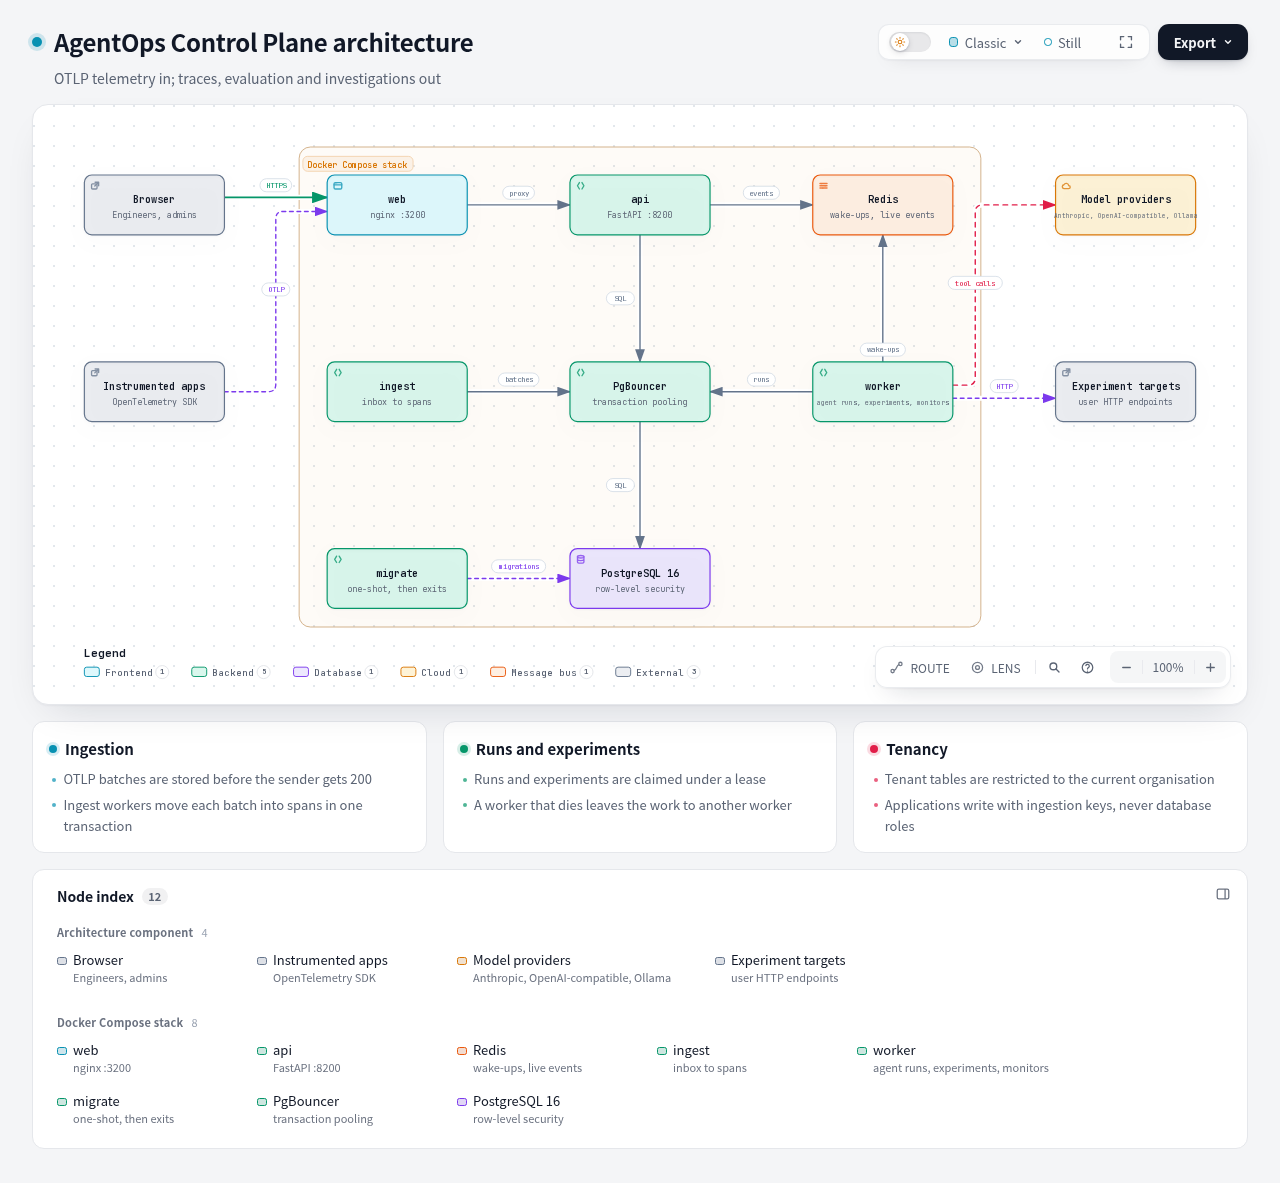 AgentOps Control Plane architecture
OTLP telemetry in; traces, evaluation and investigations out
Classic
Still
Export
Docker Compose stack
Browser
Engineers, admins
HTTPS
web
nginx :3200
proxy
api
FastAPI :8200
events
Redis
wake-ups, live events
Model providers
Anthropic, OpenAI-compatible, Ollama
OTLP
SQL
tool calls
wake-ups
Instrumented apps
OpenTelemetry SDK
ingest
inbox to spans
batches
PgBouncer
transaction pooling
runs
worker
agent runs, experiments, monitors
HTTP
Experiment targets
user HTTP endpoints
SQL
migrate
one-shot, then exits
migrations
PostgreSQL 16
row-level security
Legend
Frontend 1
Backend 5
Database 1
Cloud 1
Message bus 1
External 3
ROUTE
LENS
100%
Ingestion
OTLP batches are stored before the sender gets 200
Ingest workers move each batch into spans in one
transaction
Runs and experiments
Runs and experiments are claimed under a lease
A worker that dies leaves the work to another worker
Tenancy
Tenant tables are restricted to the current organisation
Applications write with ingestion keys, never database
roles
Node index 12
Architecture component 4
Browser
Engineers, admins
Instrumented apps
OpenTelemetry SDK
Model providers
Anthropic, OpenAI-compatible, Ollama
Experiment targets
user HTTP endpoints
Docker Compose stack 8
web
nginx :3200
api
FastAPI :8200
Redis
wake-ups, live events
ingest
inbox to spans
worker
agent runs, experiments, monitors
migrate
one-shot, then exits
PgBouncer
transaction pooling
PostgreSQL 16
row-level security